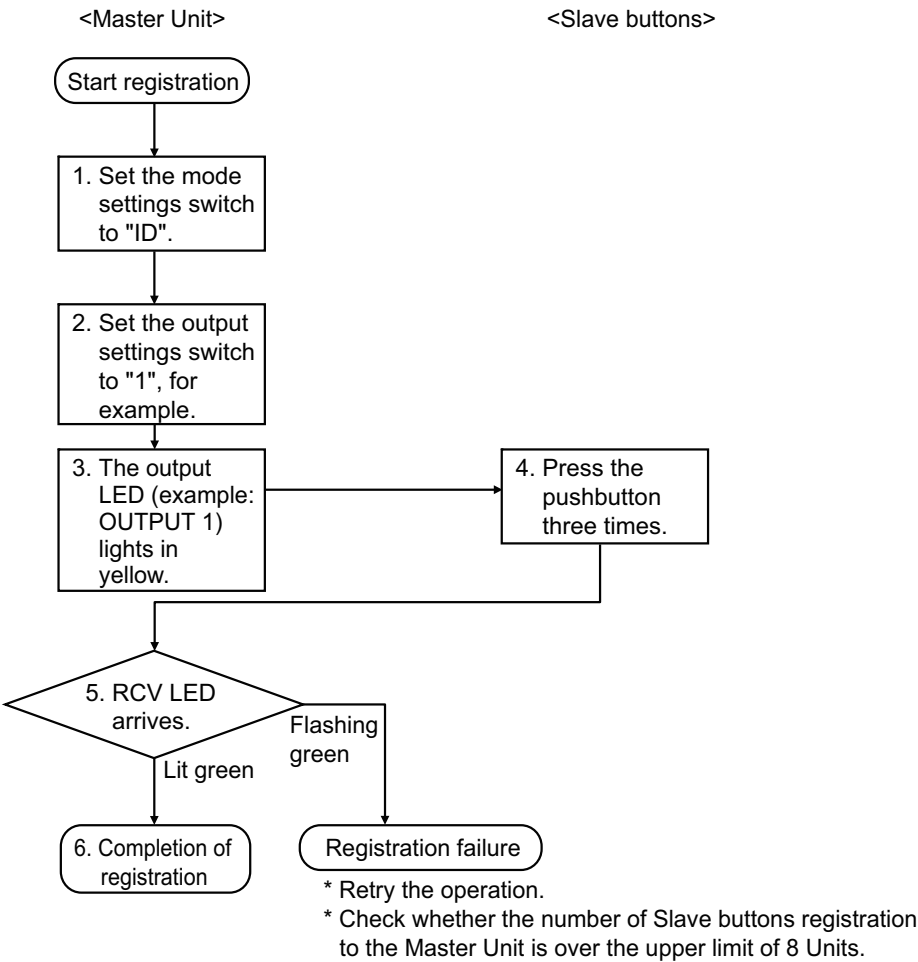 <Master Unit>
<Slave buttons>
Start registration
1. Set the mode
settings switch
to "ID".
2. Set the output
settings switch
to "1", for
example.
3. The output
LED (example:
OUTPUT 1)
lights in
yellow.
4. Press the
pushbutton
three times.
5. RCV LED
arrives.
Flashing
green
Lit green
6. Completion of
registration
Registration failure
* Retry the operation.
* Check whether the number of Slave buttons registration
to the Master Unit is over the upper limit of 8 Units.